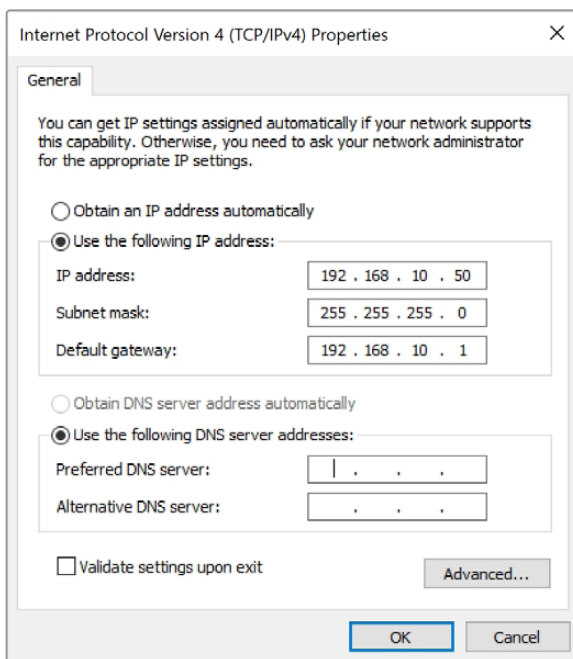 Internet Protocol Version 4 (TCP/IPv4) Properties
General
You can get IP settings assigned automatically if your network supports
this capability. Otherwise, you need to ask your network administrator
for the appropriate IP settings.
Obtain an IP address automatically
Use the following IP address:
IP address: 192 . 168 . 10 . 50
Subnet mask: 255 . 255 . 255 . 0
Default gateway: 192 . 168 . 10 . 1
Obtain DNS server address automatically
Use the following DNS server addresses:
Preferred DNS server: . . .
Alternative DNS server: . . .
Validate settings upon exit
Advanced...
OK Cancel